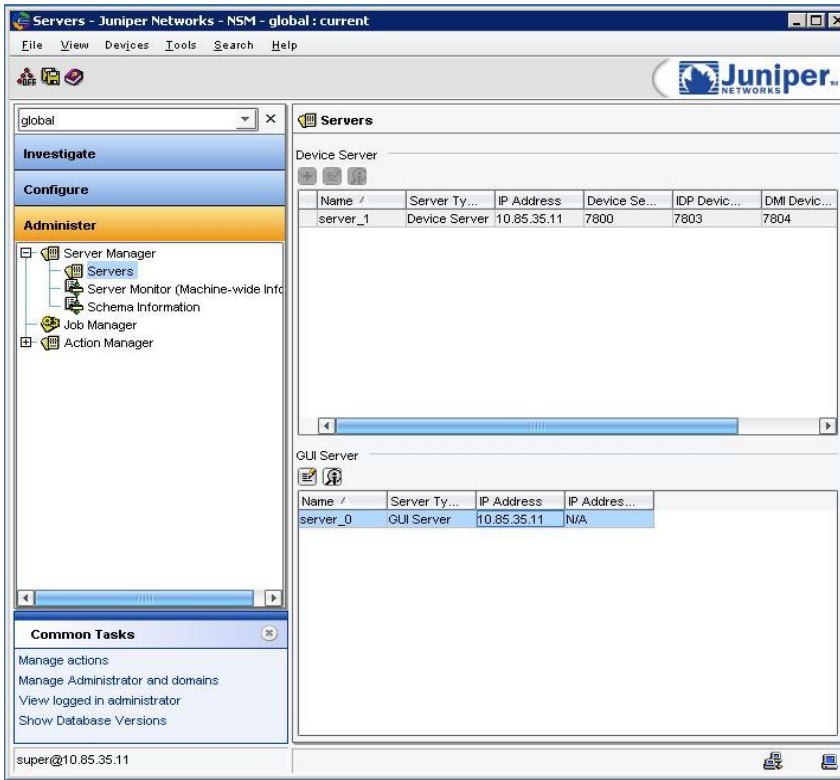 Servers - Juniper Networks - NSM - global : current
File View Devices Tools Search Help
OFF
Juniper
NETWORKS
global
Investigate
Configure
Administer
Server Manager
Servers
Server Monitor (Machine-wide Info
Schema Information
Job Manager
Action Manager
Common Tasks
Manage actions
Manage Administrator and domains
View logged in administrator
Show Database Versions
Servers
Device Server
Name / Server Ty... IP Address Device Se... IDP Devic... DMI Devic...
server_1 Device Server 10.85.35.11 7800 7803 7804
GUI Server
Name / Server Ty... IP Address IP Addres...
server_0 GUI Server 10.85.35.11 N/A
super@10.85.35.11